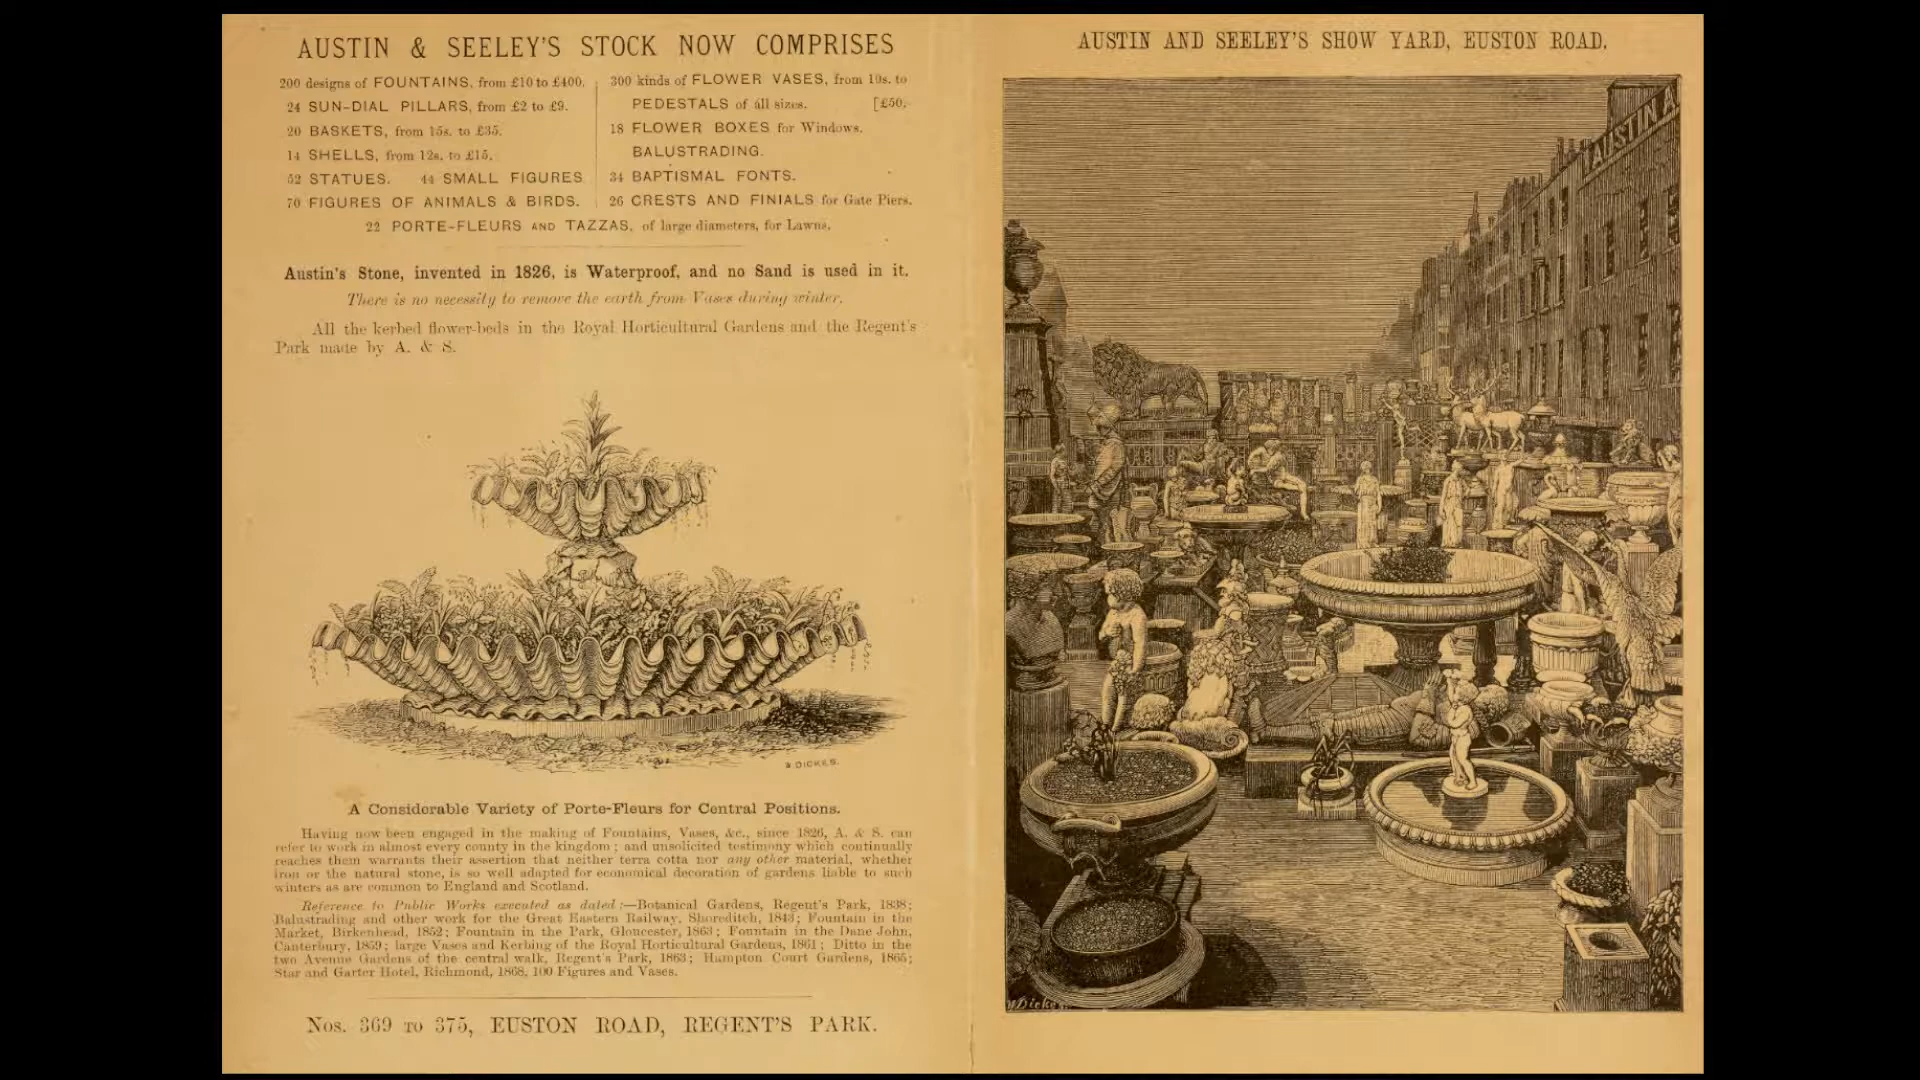 AUSTIN & SEELEY'S STOCK NOW COMPRISES
200 designs of FOUNTAINS, from £10 to £400.
24 SUN-DIAL PILLARS, from £2 to £9.
20 BASKETS, from 15s. to £35.
14 SHELLS, from 12s. to £15.
52 STATUES. 44 SMALL FIGURES
70 FIGURES OF ANIMALS & BIRDS.
300 kinds of FLOWER VASES, from 10s. to
PEDESTALS of all sizes. [£50.
18 FLOWER BOXES for Windows.
BALUSTRADING.
34 BAPTISMAL FONTS.
26 CRESTS AND FINIALS for Gate Piers.
22 PORTE-FLEURS AND TAZZAS, of large diameters, for Lawns.
Austin's Stone, invented in 1826, is Waterproof, and no Sand is used in it.
There is no necessity to remove the earth from Vases during winter.
All the kerbed flower-beds in the Royal Horticultural Gardens and the Regent's
Park made by A. & S.
W. DICKES.
A Considerable Variety of Porte-Fleurs for Central Positions.
Having now been engaged in the making of Fountains, Vases, &c., since 1826, A. & S. can
refer to work in almost every county in the kingdom; and unsolicited testimony which continually
reaches them warrants their assertion that neither terra cotta nor any other material, whether
iron or the natural stone, is so well adapted for economical decoration of gardens liable to such
winters as are common to England and Scotland.
Reference to Public Works executed as dated:—Botanical Gardens, Regent's Park, 1838;
Balustrading and other work for the Great Eastern Railway, Shoreditch, 1843; Fountain in the
Market, Birkenhead, 1852; Fountain in the Park, Gloucester, 1863; Fountain in the Dane John,
Canterbury, 1859; large Vases and Kerbing of the Royal Horticultural Gardens, 1861; Ditto in the
two Avenue Gardens of the central walk, Regent's Park, 1863; Hampton Court Gardens, 1865;
Star and Garter Hotel, Richmond, 1868, 100 Figures and Vases.
Nos. 369 TO 375, EUSTON ROAD, REGENT'S PARK.
AUSTIN AND SEELEY'S SHOW YARD, EUSTON ROAD.
AUSTIN A
W Dickes